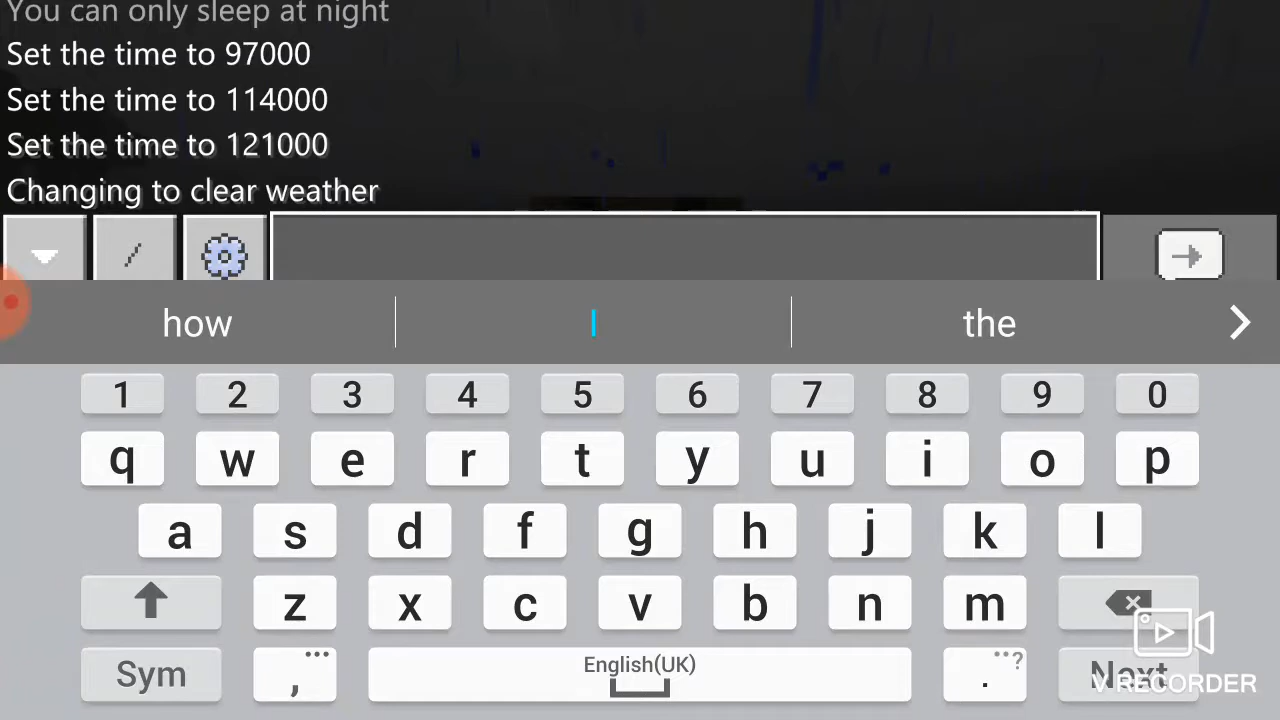 You can only sleep at night
Set the time to 97000
Set the time to 114000
Set the time to 121000
Changing to clear weather
/
how I the
1 2 3 4 5 6 7 8 9 0
q w e r t y u i o p
a s d f g h j k l
z x c v b n m
Sym , English(UK) . ? Next
V RECORDER